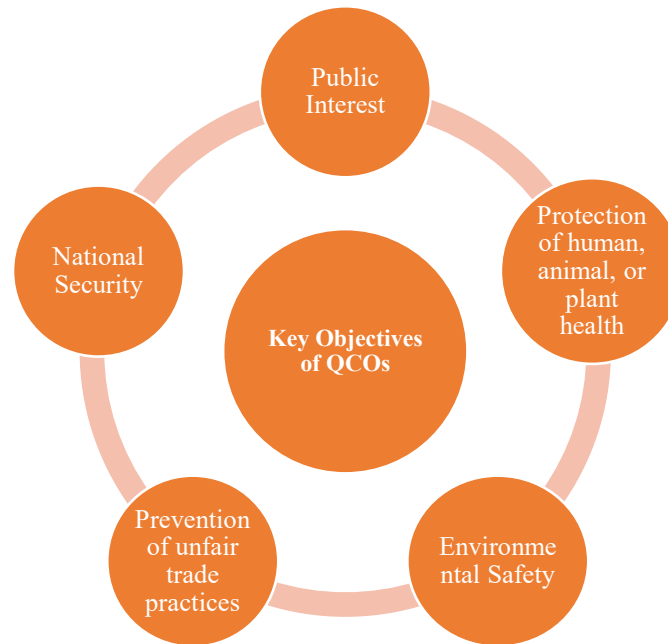 Public
Interest
Protection
of human,
animal, or
plant
health
Environme
ntal Safety
Prevention
of unfair
trade
practices
National
Security
Key Objectives
of QCOs